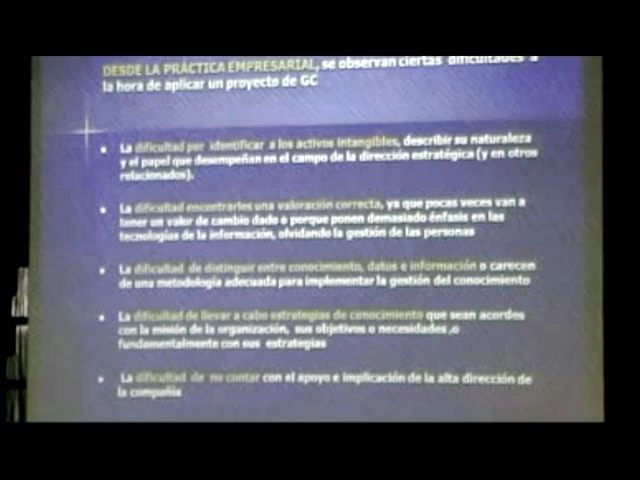 DESDE LA PRÁCTICA EMPRESARIAL, se observan ciertas dificultades a
la hora de aplicar un proyecto de GC
• La dificultad por identificar a los activos intangibles, describir su naturaleza
y el papel que desempeñan en el campo de la dirección estratégica (y en otros
relacionados).
• La dificultad encontrarles una valoración correcta, ya que pocas veces van a
tener un valor de cambio dado o porque ponen demasiado énfasis en las
tecnologías de la información, olvidando la gestión de las personas
• La dificultad de distinguir entre conocimiento, datos e información o carecen
de una metodología adecuada para implementar la gestión del conocimiento
• La dificultad de llevar a cabo estrategias de conocimiento que sean acordes
con la misión de la organización, sus objetivos o necesidades ,o
fundamentalmente con sus estrategias
• La dificultad de no contar con el apoyo e implicación de la alta dirección de
la compañía